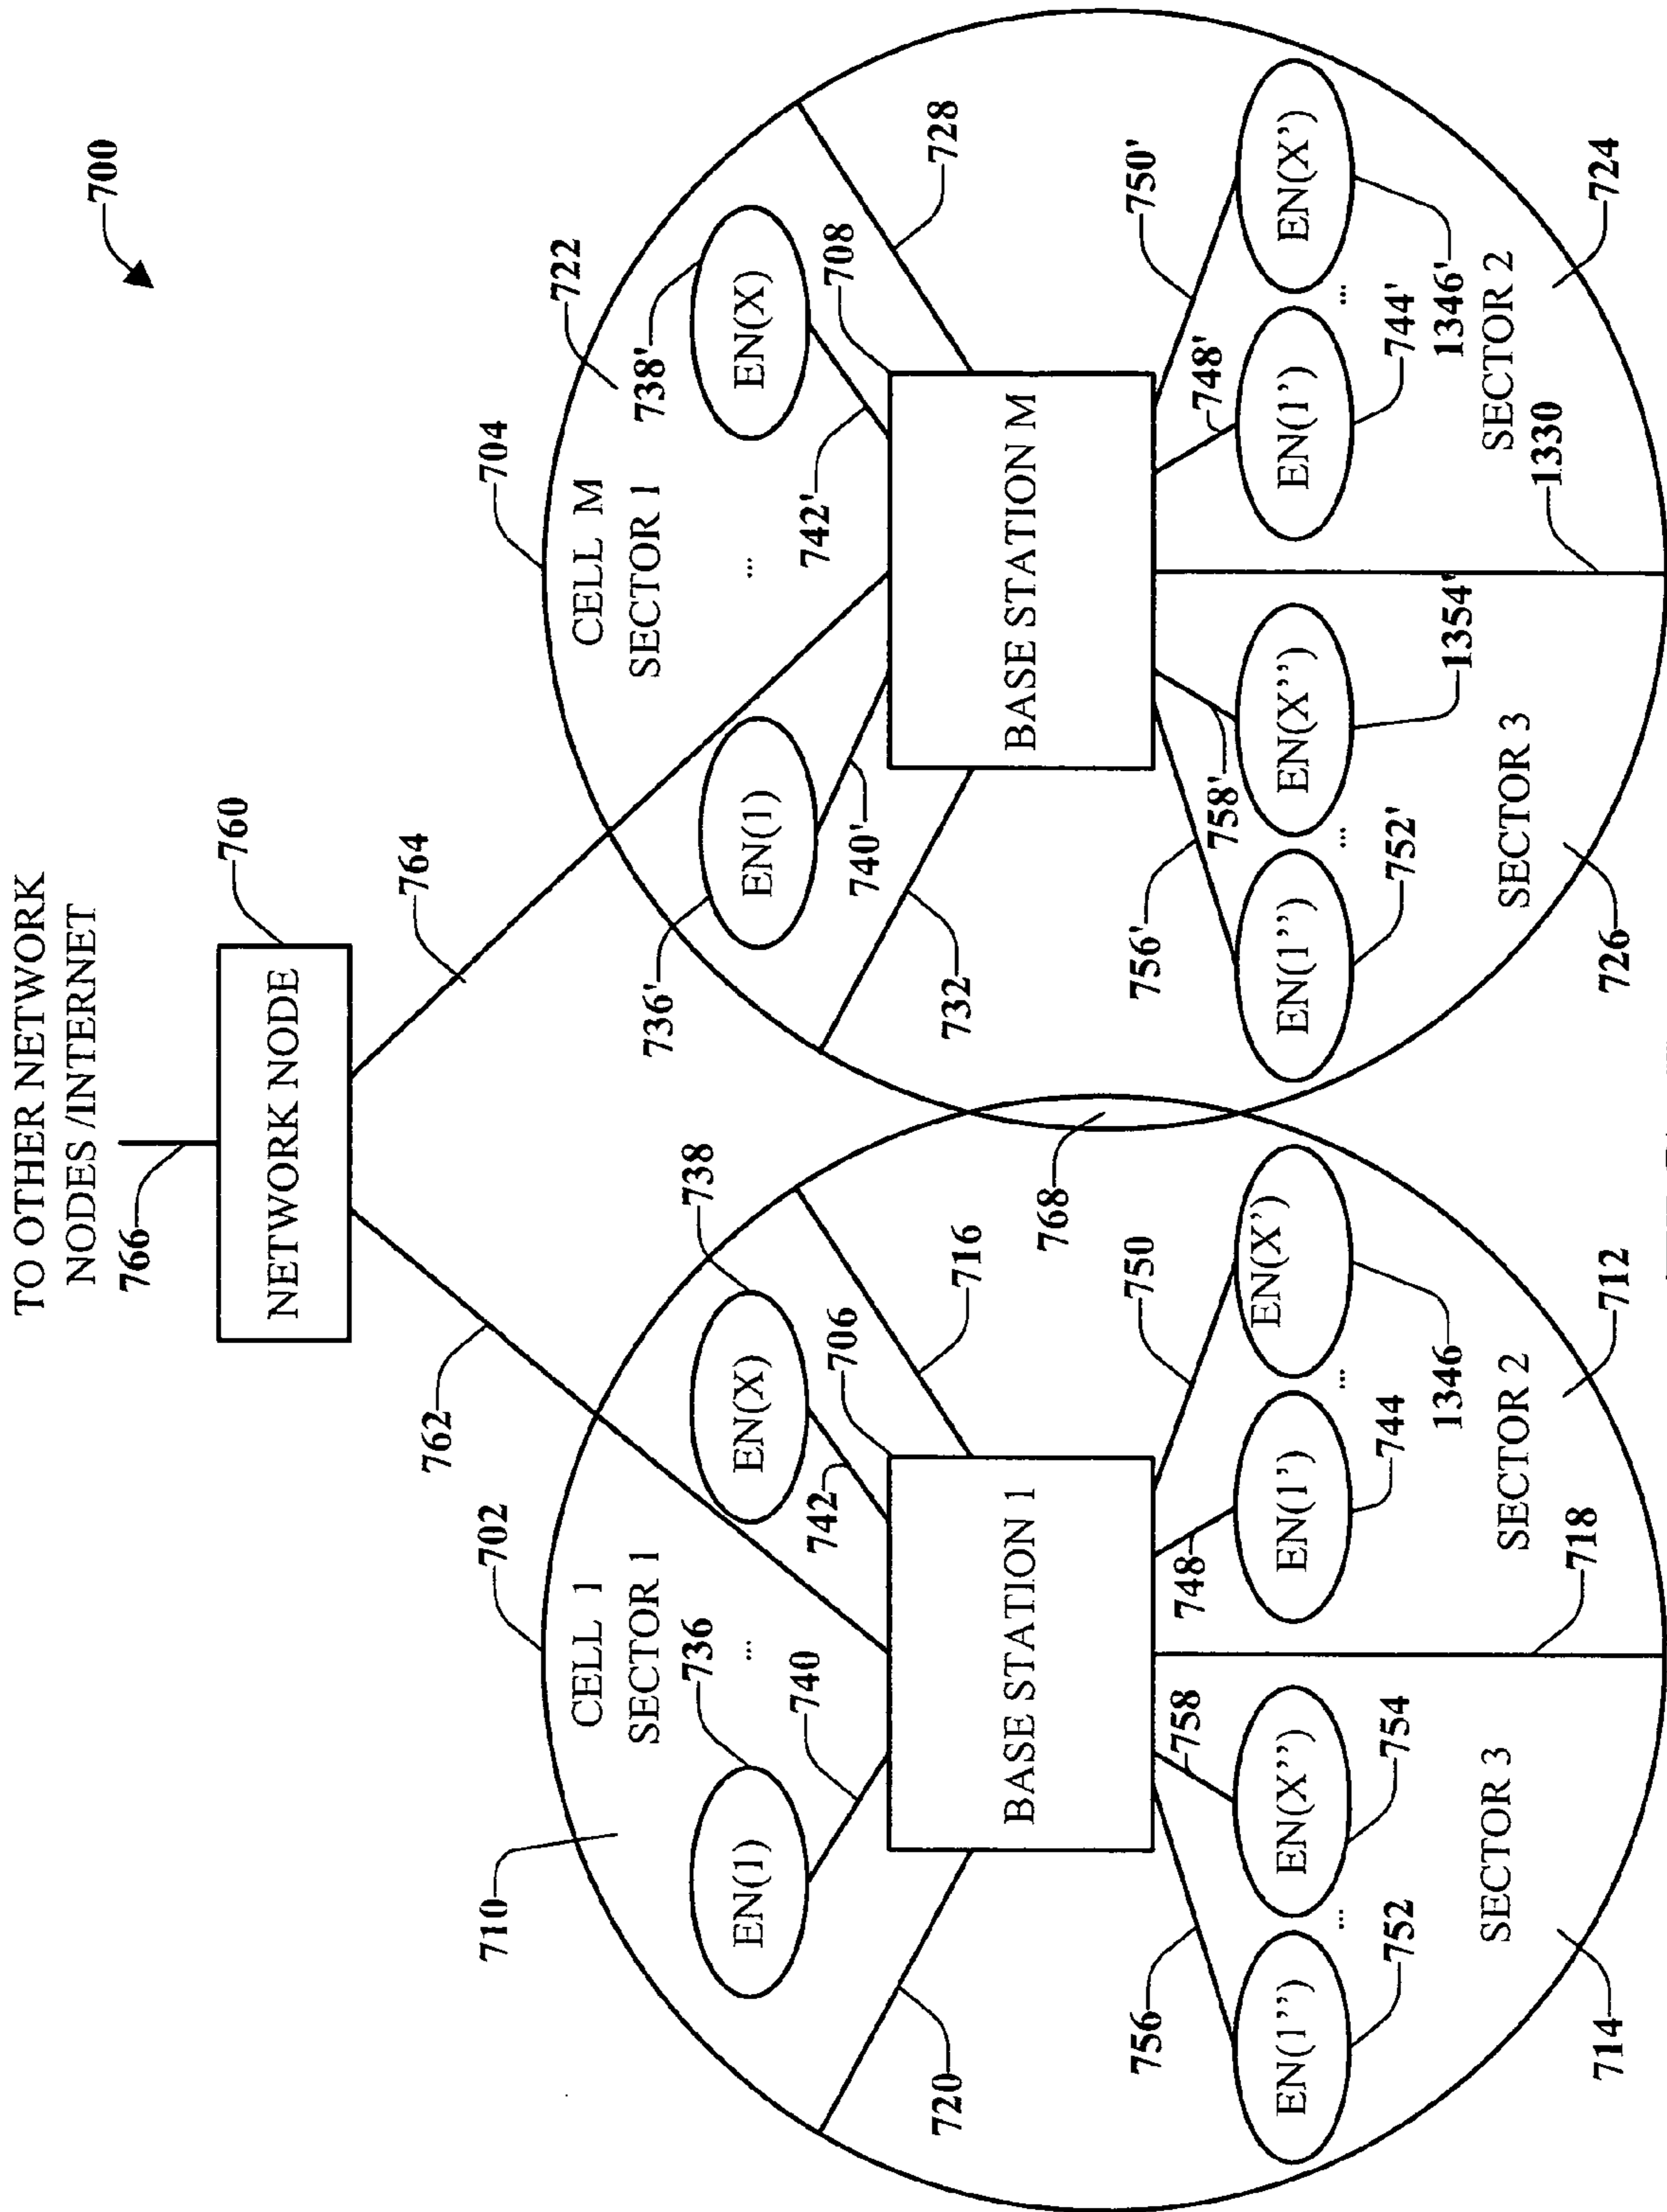 700
TO OTHER NETWORK
NODES /INTERNET
766
NETWORK NODE
760
762
764
702
CELL 1
SECTOR 1
710
736
EN(1)
740
...
738
EN(X)
742
706
BASE STATION 1
716
720
756
758
748
750
EN(1'')
...
EN(X'')
752
754
EN(1')
...
EN(X')
744
1346
SECTOR 3
SECTOR 2
714
718
712
768
704
CELL M
SECTOR 1
722
736'
EN(1)
740'
...
738'
EN(X)
742'
708
BASE STATION M
728
732
756'
758'
748'
750'
EN(1'')
...
EN(X'')
752'
1354'
EN(1')
...
EN(X')
744'
1346'
SECTOR 3
SECTOR 2
726
1330
724